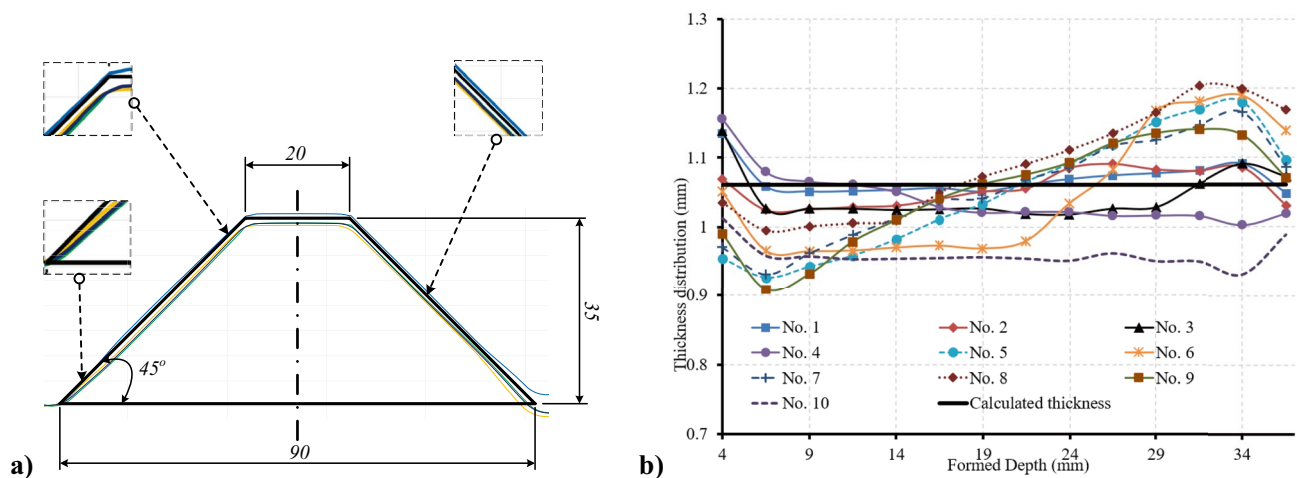 20
35
45°
90
a)
1.3
1.2
1.1
1
0.9
0.8
0.7
Thickness distribution (mm)
No. 1 No. 2 No. 3
No. 4 No. 5 No. 6
No. 7 No. 8 No. 9
No. 10 Calculated thickness
4 9 14 19 24 29 34
Formed Depth (mm)
b)